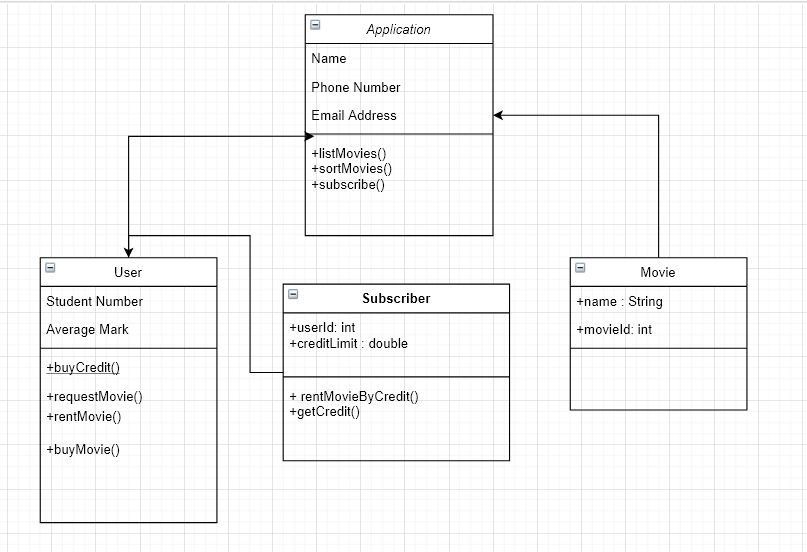 Application
Name
Phone Number
Email Address
+listMovies()
+sortMovies()
+subscribe()
User
Student Number
Average Mark
+buyCredit()
+requestMovie()
+rentMovie()
+buyMovie()
Subscriber
+userId: int
+creditLimit : double
+ rentMovieByCredit()
+getCredit()
Movie
+name : String
+movieId: int